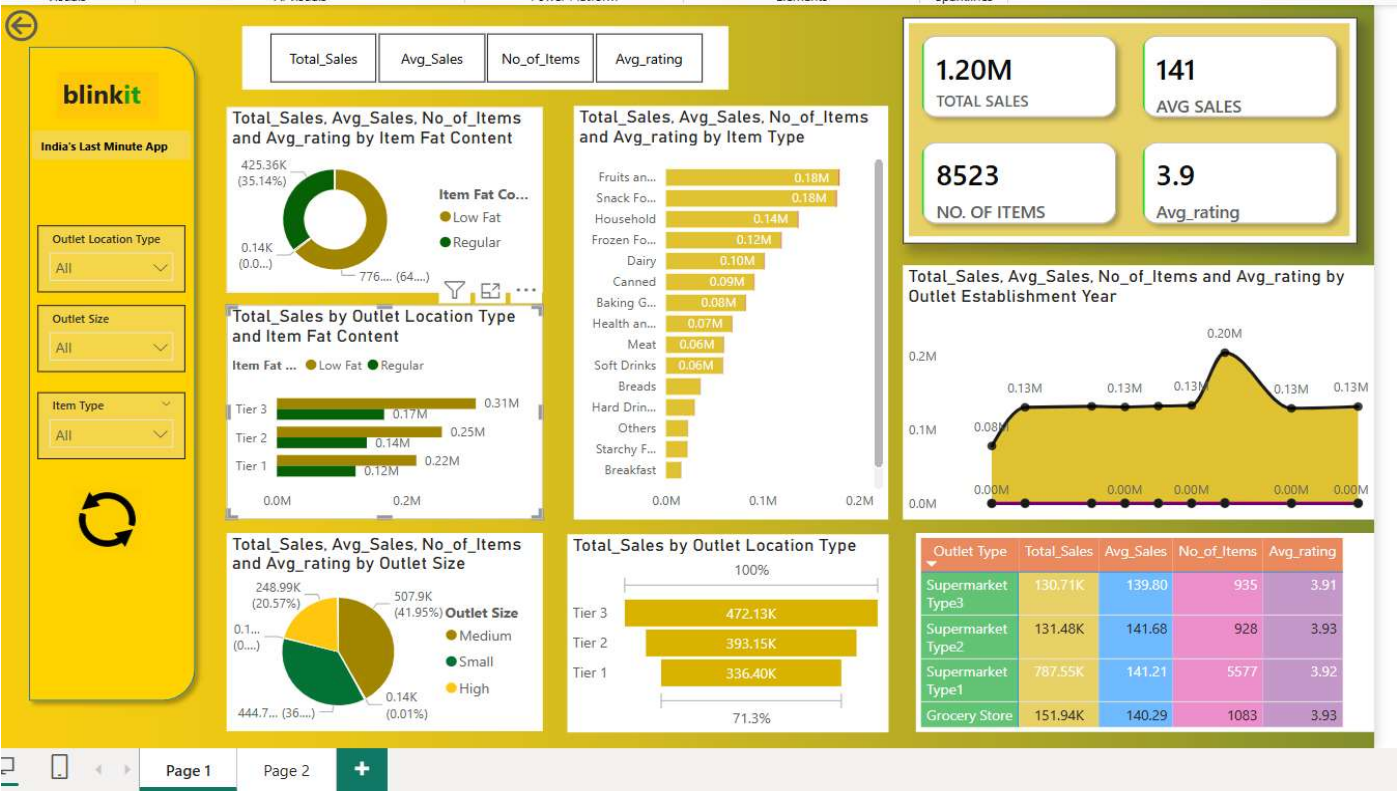 Total_Sales
Avg_Sales
No_of_Items
Avg_rating
blinkit
India's Last Minute App
Outlet Location Type
All
Outlet Size
All
Item Type
All
Total_Sales, Avg_Sales, No_of_Items
and Avg_rating by Item Fat Content
425.36K
(35.14%)
0.14K
(0.0...)
776.... (64....)
Item Fat Co...
Low Fat
Regular
Total_Sales by Outlet Location Type
and Item Fat Content
Item Fat ... Low Fat Regular
Tier 3 0.31M
0.17M
Tier 2 0.25M
0.14M
Tier 1 0.22M
0.12M
0.0M 0.2M
Total_Sales, Avg_Sales, No_of_Items
and Avg_rating by Outlet Size
248.99K
(20.57%)
507.9K
(41.95%)
0.1...
(0....)
444.7... (36....)
0.14K
(0.01%)
Outlet Size
Medium
Small
High
Total_Sales, Avg_Sales, No_of_Items
and Avg_rating by Item Type
Fruits an... 0.18M
Snack Fo... 0.18M
Household 0.14M
Frozen Fo... 0.12M
Dairy 0.10M
Canned 0.09M
Baking G... 0.08M
Health an... 0.07M
Meat 0.06M
Soft Drinks 0.06M
Breads
Hard Drin...
Others
Starchy F...
Breakfast
0.0M 0.1M 0.2M
Total_Sales by Outlet Location Type
100%
Tier 3 472.13K
Tier 2 393.15K
Tier 1 336.40K
71.3%
1.20M
TOTAL SALES
141
AVG SALES
8523
NO. OF ITEMS
3.9
Avg_rating
Total_Sales, Avg_Sales, No_of_Items and Avg_rating by
Outlet Establishment Year
0.20M
0.2M
0.13M 0.13M 0.13M 0.13M 0.13M
0.1M 0.08M
0.00M 0.00M 0.00M 0.00M 0.00M
0.0M
Outlet Type Total_Sales Avg_Sales No_of_Items Avg_rating
Supermarket 130.71K 139.80 935 3.91
Type3
Supermarket 131.48K 141.68 928 3.93
Type2
Supermarket 787.55K 141.21 5577 3.92
Type1
Grocery Store 151.94K 140.29 1083 3.93
Page 1
Page 2
+